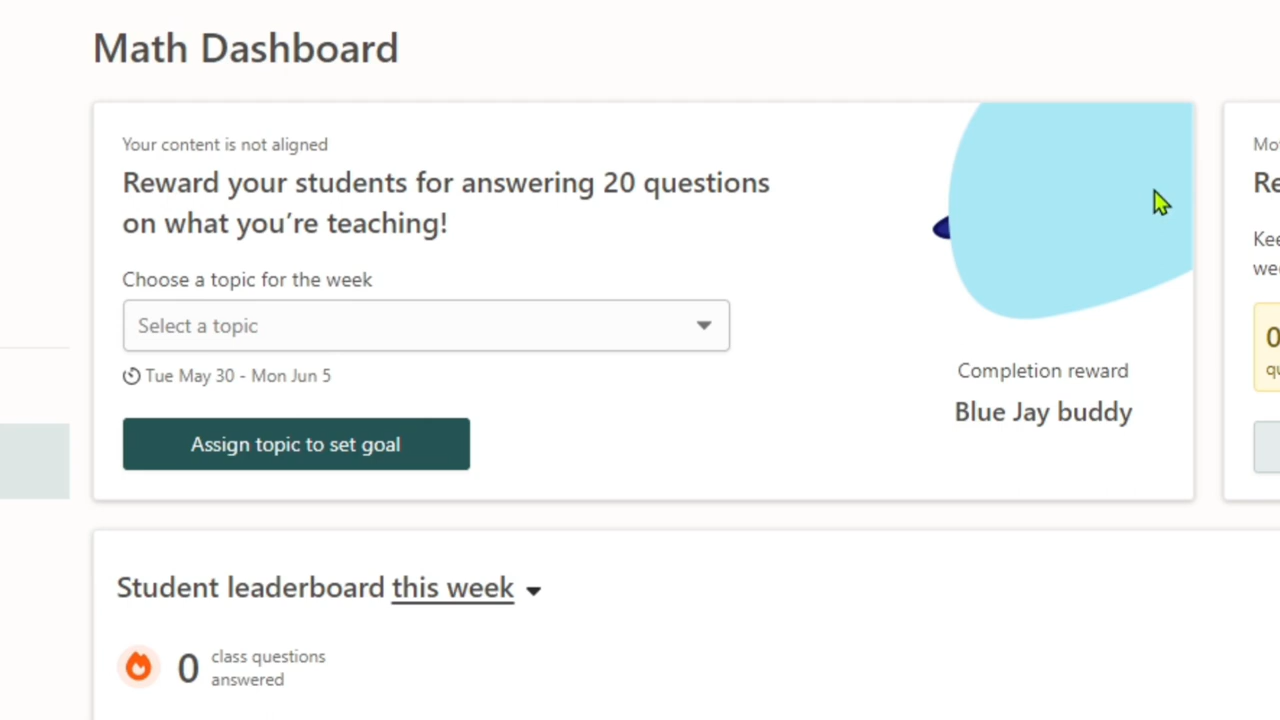 Math Dashboard
Your content is not aligned
Reward your students for answering 20 questions
on what you’re teaching!
Choose a topic for the week
Select a topic
Tue May 30 - Mon Jun 5
Assign topic to set goal
Completion reward
Blue Jay buddy
Student leaderboard this week
0
class questions
answered